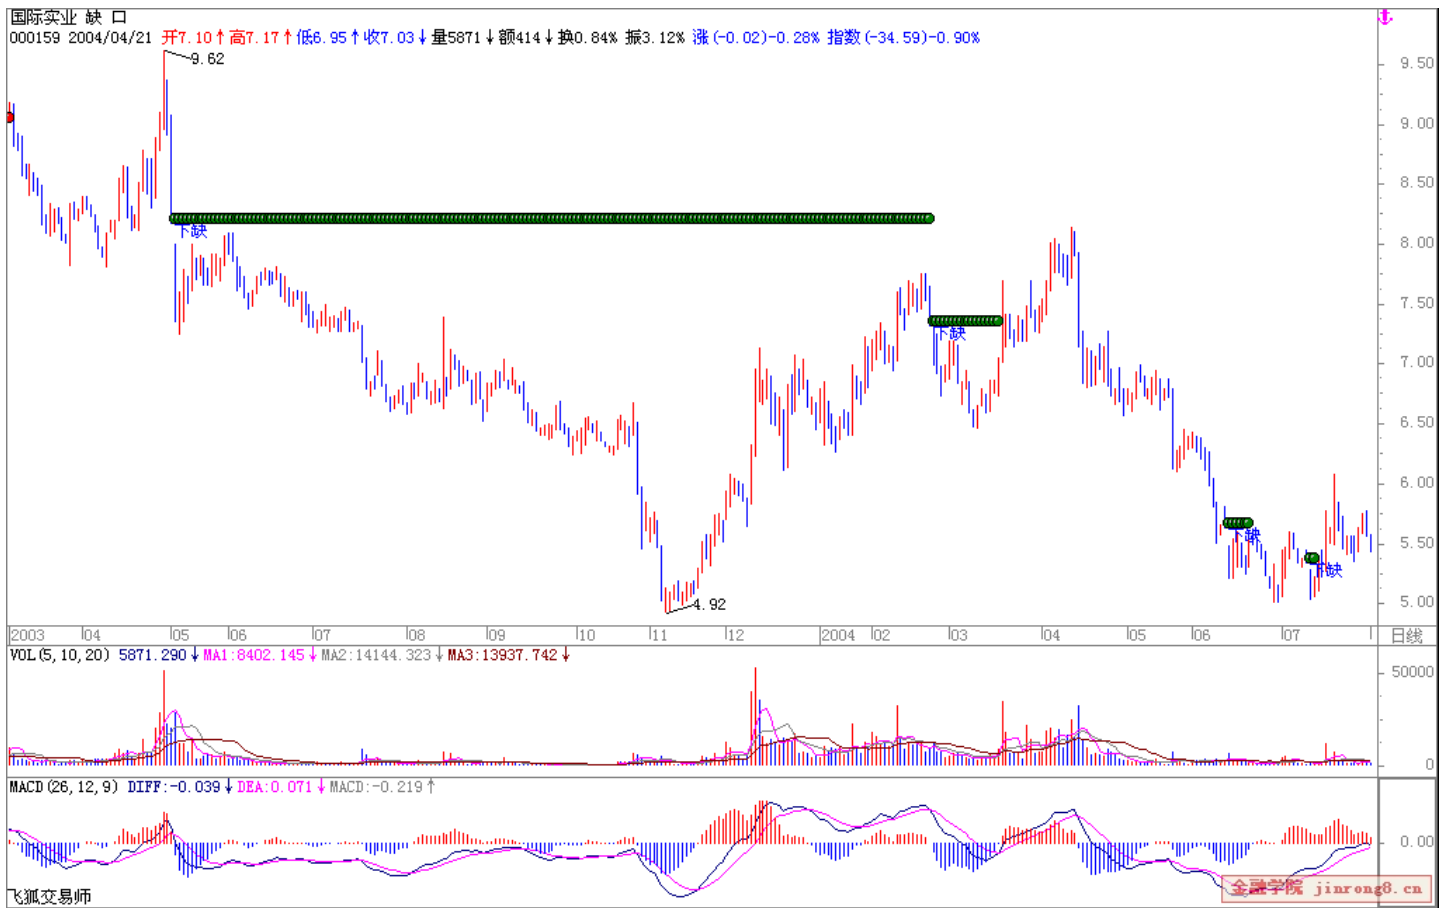 国际实业 缺 口
000159 2004/04/21 开7.10↑高7.17↑低6.95↑收7.03↓量5871↓额414↓换0.84% 振3.12% 涨(-0.02)-0.28% 指数(-34.59)-0.90%
9.62
9.50
9.00
8.50
下缺
8.00
7.50
下缺
7.00
6.50
6.00
下缺
5.50
下缺
4.92
5.00
2003 04 05 06 07 08 09 10 11 12 2004 02 03 04 05 06 07 日线
VOL(5,10,20) 5871.290↓MA1:8402.145↓MA2:14144.323↓MA3:13937.742↓
50000
0
MACD(26,12,9) DIFF:-0.039↓DEA:0.071↓MACD:-0.219↑
0.00
金融学院 jinrong8.cn
飞狐交易师